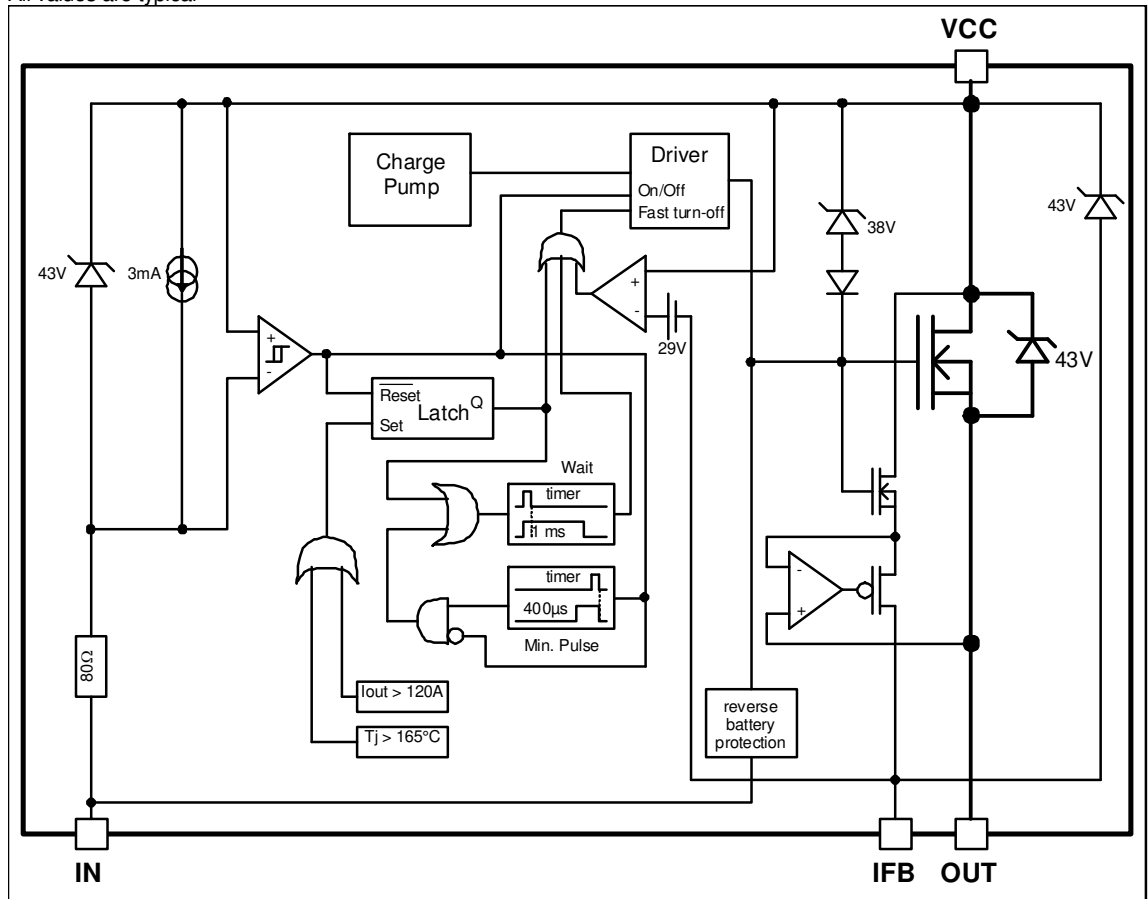 All values are typical
VCC
Charge
Pump
Driver
On/Off
Fast turn-off
43V
3mA
38V
43V
+
-
+
-
29V
43V
Reset
Latch
Q
Set
Wait
timer
1 ms
timer
400µs
Min. Pulse
-
+
80Ω
Iout > 120A
Tj > 165°C
reverse
battery
protection
IN
IFB
OUT